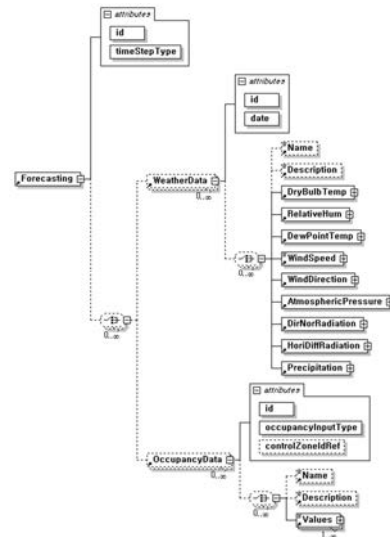 attributes
id
timeStepType
Forecasting
0..∞
WeatherData
0..∞
attributes
id
date
0..∞
Name
Description
DryBulbTemp
RelativeHum
DewPointTemp
WindSpeed
WindDirection
AtmosphericPressure
DirNorRadiation
HoriDiffRadiation
Precipitation
OccupancyData
0..∞
attributes
id
occupancyInputType
controlZoneIdRef
0..∞
Name
Description
Values
1..∞